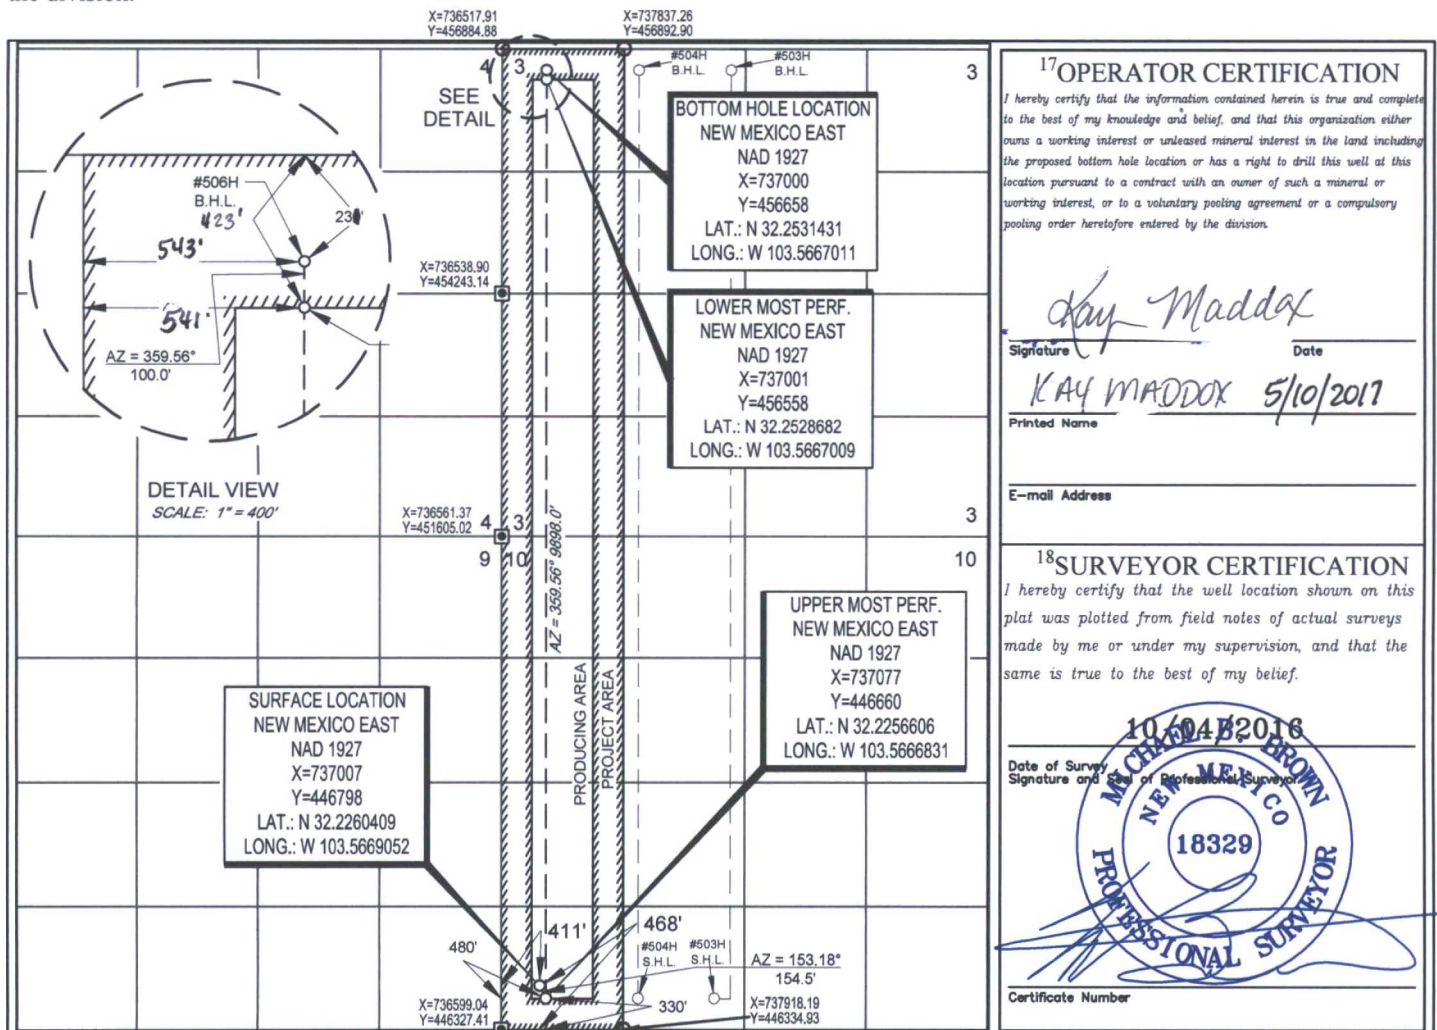 the division.
X=736517.91
Y=456884.88
X=737837.26
Y=456892.90
#504H
B.H.L.
#503H
B.H.L.
4 3
3
SEE
DETAIL
#506H
B.H.L.
423'
543'
541'
AZ = 359.56°
100.0'
DETAIL VIEW
SCALE: 1" = 400'
BOTTOM HOLE LOCATION
NEW MEXICO EAST
NAD 1927
X=737000
Y=456658
LAT.: N 32.2531431
LONG.: W 103.5667011
X=736538.90
Y=454243.14
LOWER MOST PERF.
NEW MEXICO EAST
NAD 1927
X=737001
Y=456558
LAT.: N 32.2528682
LONG.: W 103.5667009
X=736561.37
Y=451605.02
4 3
3
9 10
10
AZ = 359.56° 9898.0'
UPPER MOST PERF.
NEW MEXICO EAST
NAD 1927
X=737077
Y=446660
LAT.: N 32.2256606
LONG.: W 103.5666831
PRODUCING AREA
PROJECT AREA
SURFACE LOCATION
NEW MEXICO EAST
NAD 1927
X=737007
Y=446798
LAT.: N 32.2260409
LONG.: W 103.5669052
480'
411'
468'
#504H
S.H.L.
#503H
S.H.L.
AZ = 153.18°
154.5'
330'
X=736599.04
Y=446327.41
X=737918.19
Y=446334.93
17 OPERATOR CERTIFICATION
I hereby certify that the information contained herein is true and complete
to the best of my knowledge and belief, and that this organization either
owns a working interest or unleased mineral interest in the land including
the proposed bottom hole location or has a right to drill this well at this
location pursuant to a contract with an owner of such a mineral or
working interest, or to a voluntary pooling agreement or a compulsory
pooling order heretofore entered by the division.
Kay Maddox
Signature Date
KAY MADDOX 5/10/2017
Printed Name
E-mail Address
18 SURVEYOR CERTIFICATION
I hereby certify that the well location shown on this
plat was plotted from field notes of actual surveys
made by me or under my supervision, and that the
same is true to the best of my belief.
10/04/2016
Date of Survey
Signature and Seal of Professional Surveyor
MICHAEL B. BROWN
NEW MEXICO
18329
PROFESSIONAL SURVEYOR
Certificate Number